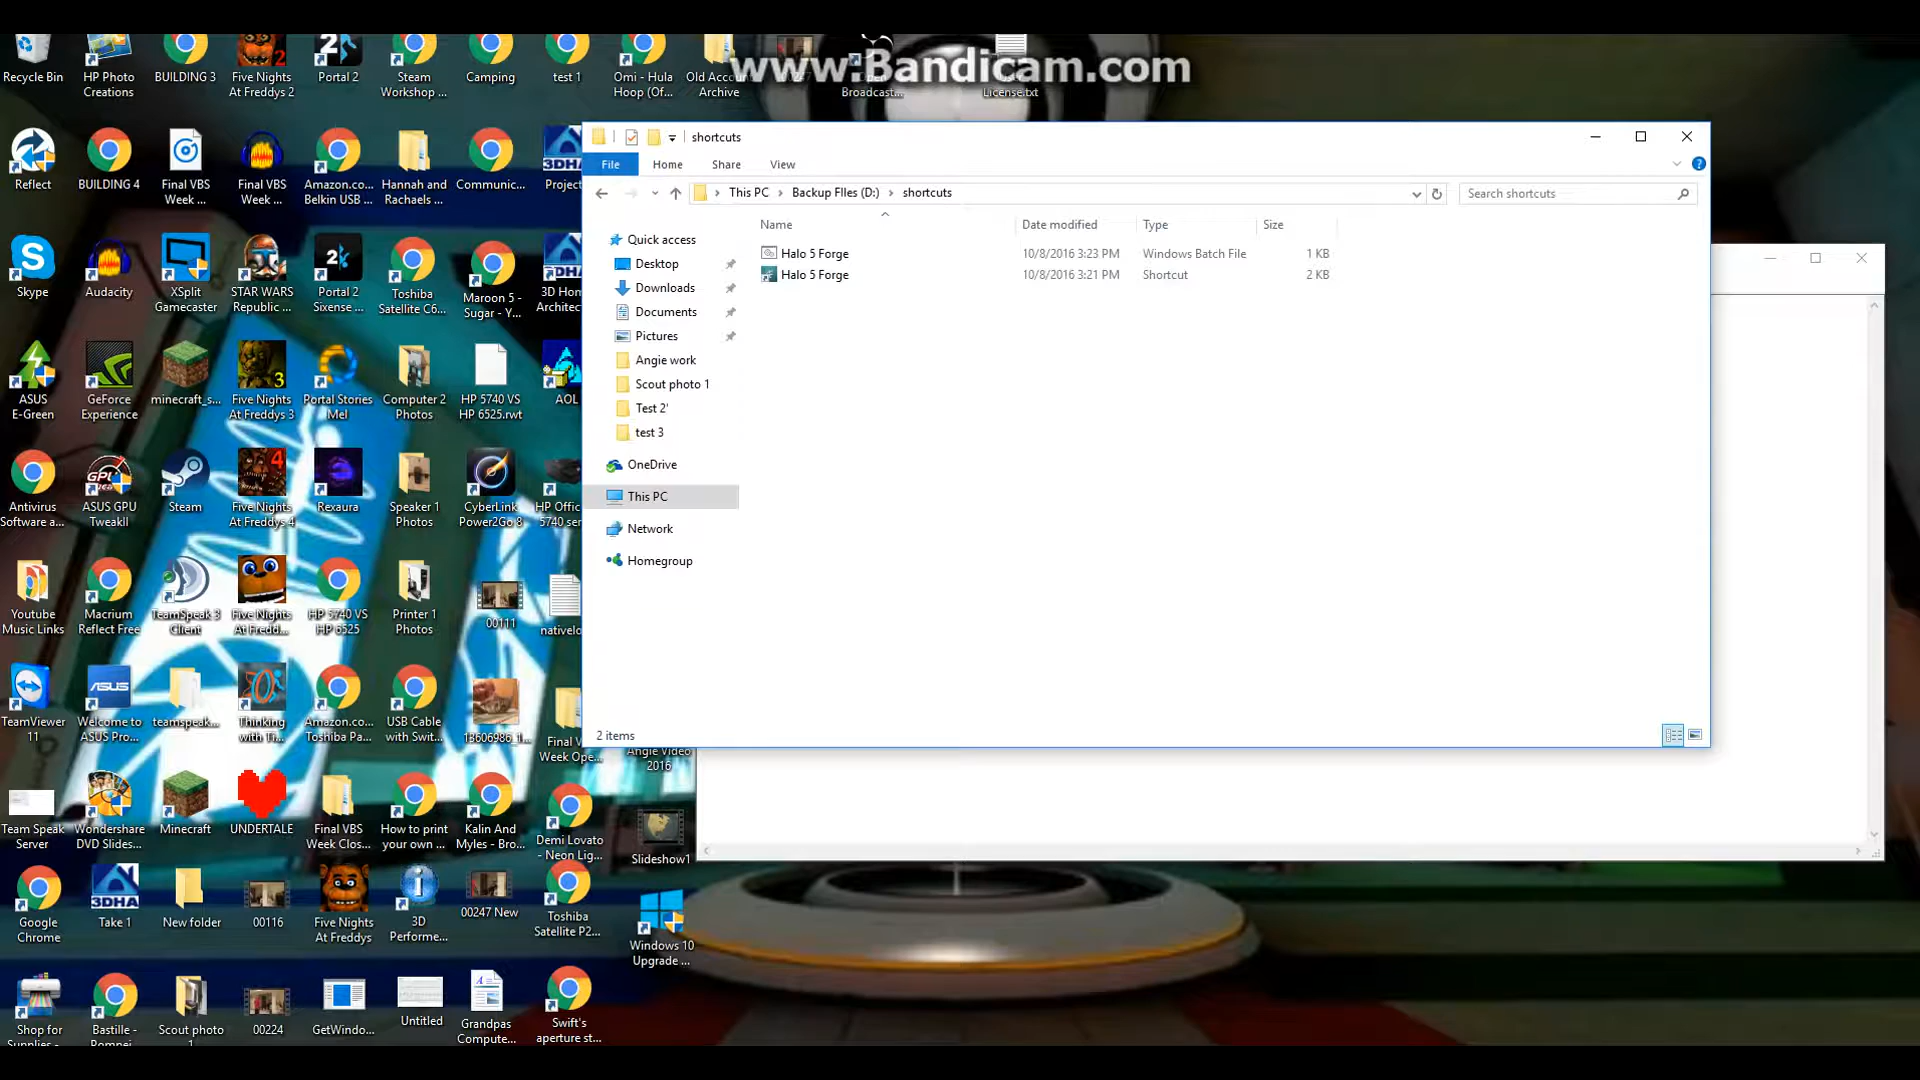 www.Bandicam.com
Recycle Bin
HP Photo
Creations
BUILDING 3
Five Nights
At Freddys 2
Portal 2
Steam
Workshop ...
Camping
test 1
Omi - Hula
Hoop (Of...
Old Accoun
Archive
Open
Broadcast...
License.txt
Reflect
BUILDING 4
Final VBS
Week ...
Final VBS
Week ...
Amazon.co...
Belkin USB ...
Hannah and
Rachaels ...
Communic...
Project
Skype
Audacity
XSplit
Gamecaster
STAR WARS
Republic ...
Portal 2
Sixense ...
Toshiba
Satellite C6...
Maroon 5 -
Sugar - Y...
3D Hom
Architect
ASUS
E-Green
GeForce
Experience
minecraft_s...
Five Nights
At Freddys 3
Portal Stories
Mel
Computer 2
Photos
HP 5740 VS
HP 6525.rwt
AOL
Antivirus
Software a...
ASUS GPU
TweakII
Steam
Five Nights
At Freddys 4
Rexaura
Speaker 1
Photos
CyberLink
Power2Go 8
HP Offic
5740 ser
Youtube
Music Links
Macrium
Reflect Free
TeamSpeak 3
Client
Five Nights
At Fredd...
HP 5740 VS
HP 6525
Printer 1
Photos
00111
nativelo
TeamViewer
11
Welcome to
ASUS Pro...
teamspeak...
Thinking
with Ti...
Amazon.co...
Toshiba Pa...
USB Cable
with Swit...
13606986_1...
Final V
Week Ope...
Angie Video
2016
Team Speak
Server
Wondershare
DVD Slides...
Minecraft
UNDERTALE
Final VBS
Week Clos...
How to print
your own ...
Kalin And
Myles - Bro...
Demi Lovato
- Neon Lig...
Slideshow1
Google
Chrome
Take 1
New folder
00116
Five Nights
At Freddys
3D
Performe...
00247 New
Toshiba
Satellite P2...
Windows 10
Upgrade ...
Shop for
Supplies -
Bastille -
Pompei
Scout photo
1
00224
GetWindo...
Untitled
Grandpas
Compute...
Swift's
aperture st...
shortcuts
File
Home
Share
View
This PC
Backup FIles (D:)
shortcuts
Search shortcuts
Name
Date modified
Type
Size
Halo 5 Forge
10/8/2016 3:23 PM
Windows Batch File
1 KB
Halo 5 Forge
10/8/2016 3:21 PM
Shortcut
2 KB
Quick access
Desktop
Downloads
Documents
Pictures
Angie work
Scout photo 1
Test 2'
test 3
OneDrive
This PC
Network
Homegroup
2 items